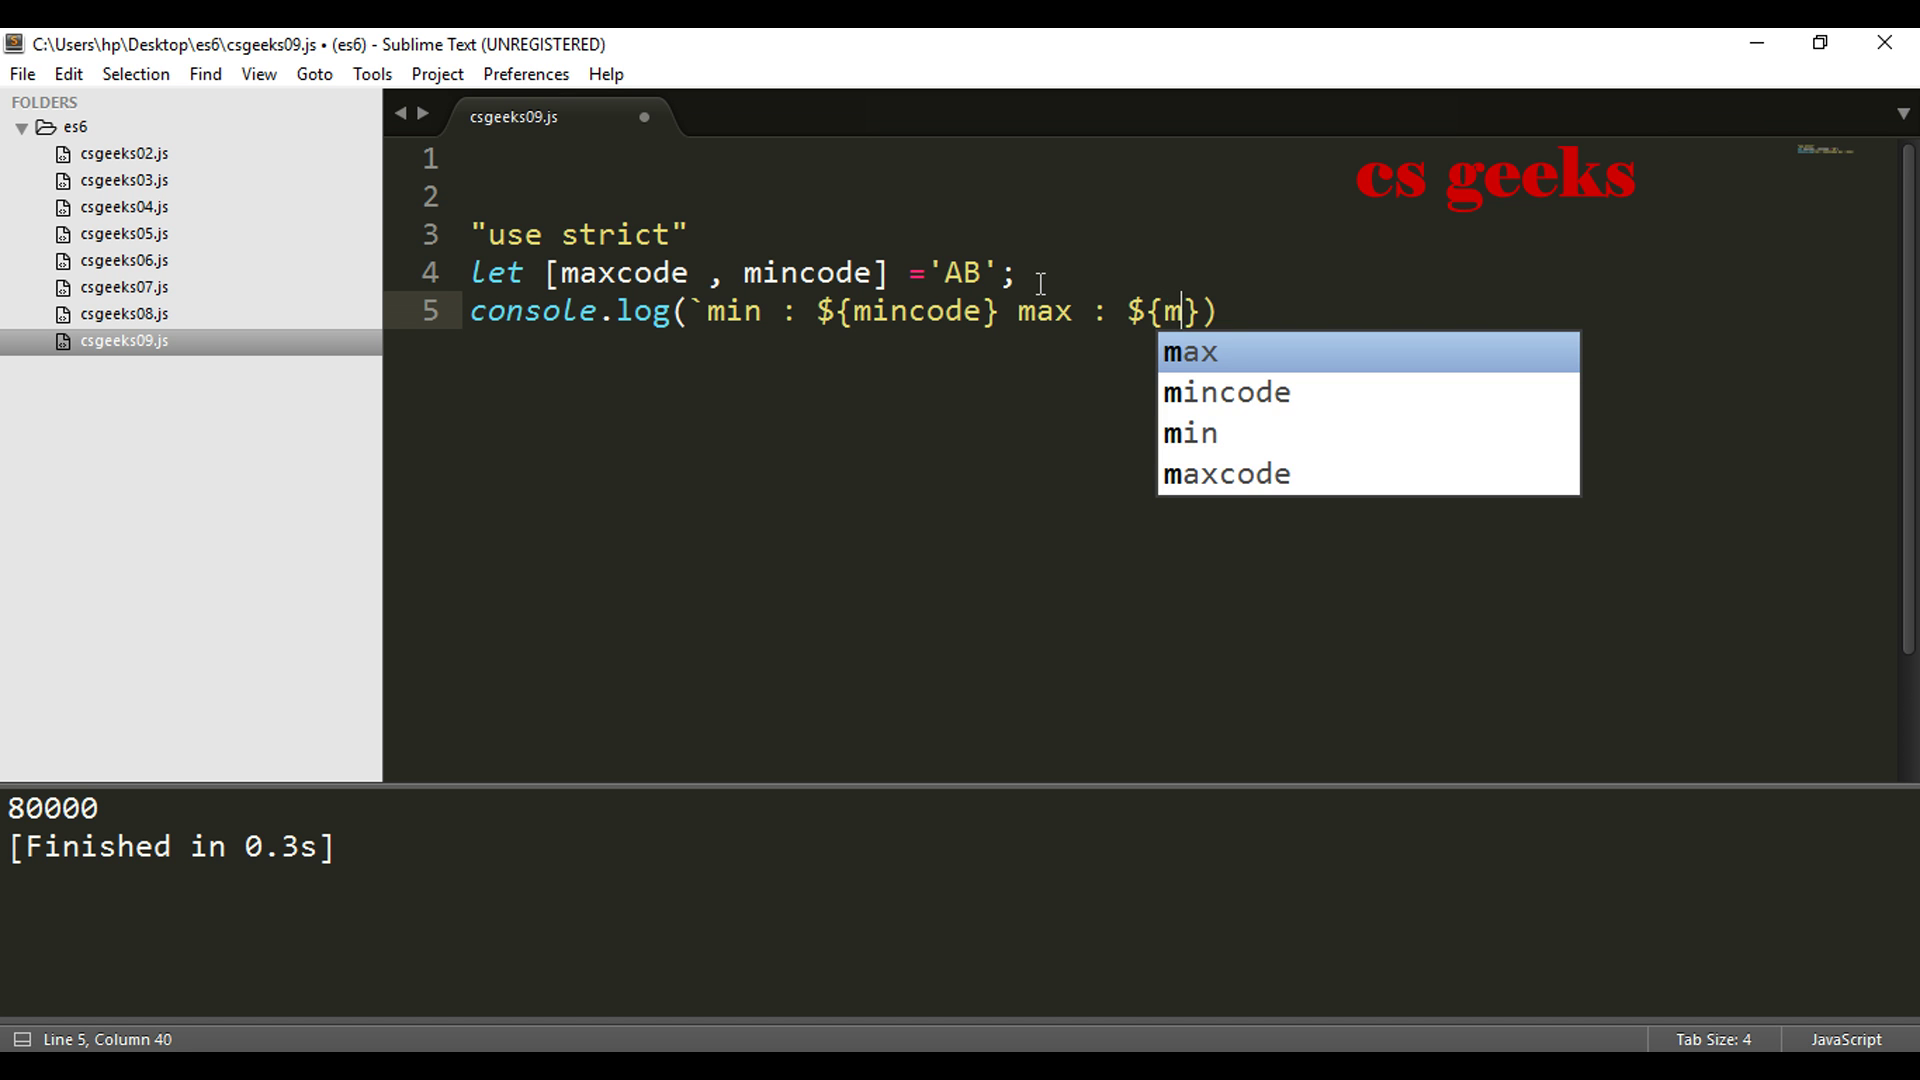 C:\Users\hp\Desktop\es6\csgeeks09.js • (es6) - Sublime Text (UNREGISTERED)
File Edit Selection Find View Goto Tools Project Preferences Help
FOLDERS
es6
csgeeks02.js
csgeeks03.js
csgeeks04.js
csgeeks05.js
csgeeks06.js
csgeeks07.js
csgeeks08.js
csgeeks09.js
csgeeks09.js
cs geeks
1
2
3 "use strict"
4 let [maxcode , mincode] ='AB';
5 console.log(`min : ${mincode} max : ${m})
max
mincode
min
maxcode
80000
[Finished in 0.3s]
Line 5, Column 40
Tab Size: 4
JavaScript